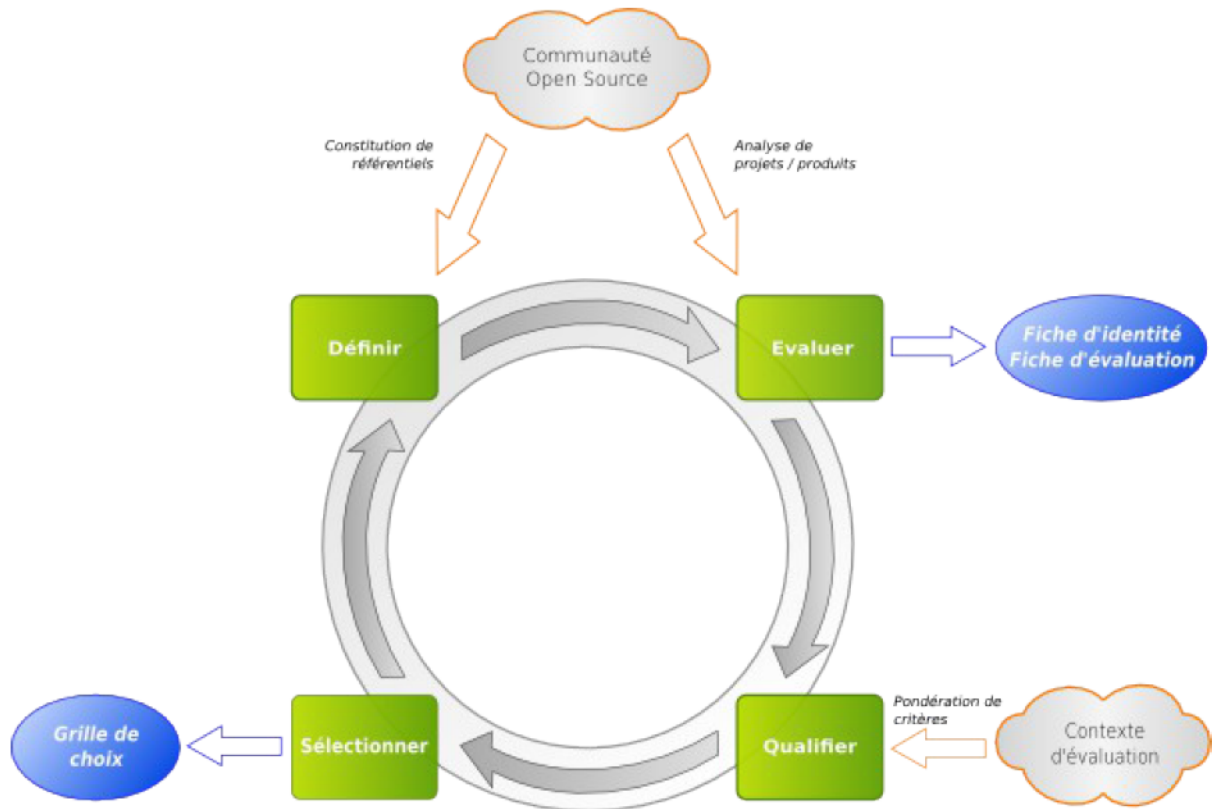 Communauté
Open Source
Constitution de
référentiels
Analyse de
projets / produits
Définir
Evaluer
Fiche d'identité
Fiche d'évaluation
Grille de
choix
Sélectionner
Qualifier
Pondération de
critères
Contexte
d'évaluation